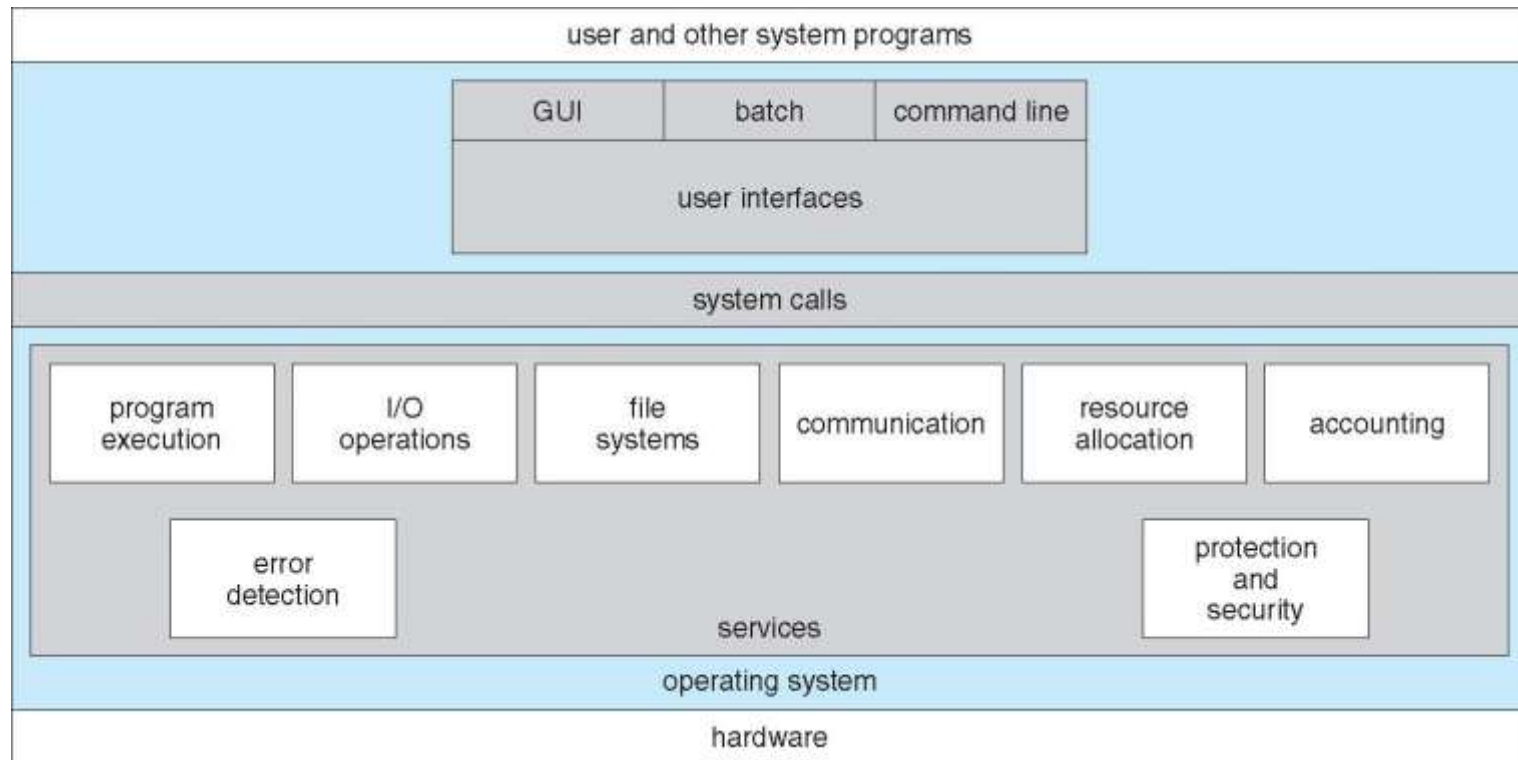 user and other system programs
GUI
batch
command line
user interfaces
system calls
program
execution
I/O
operations
file
systems
communication
resource
allocation
accounting
error
detection
protection
and
security
services
operating system
hardware